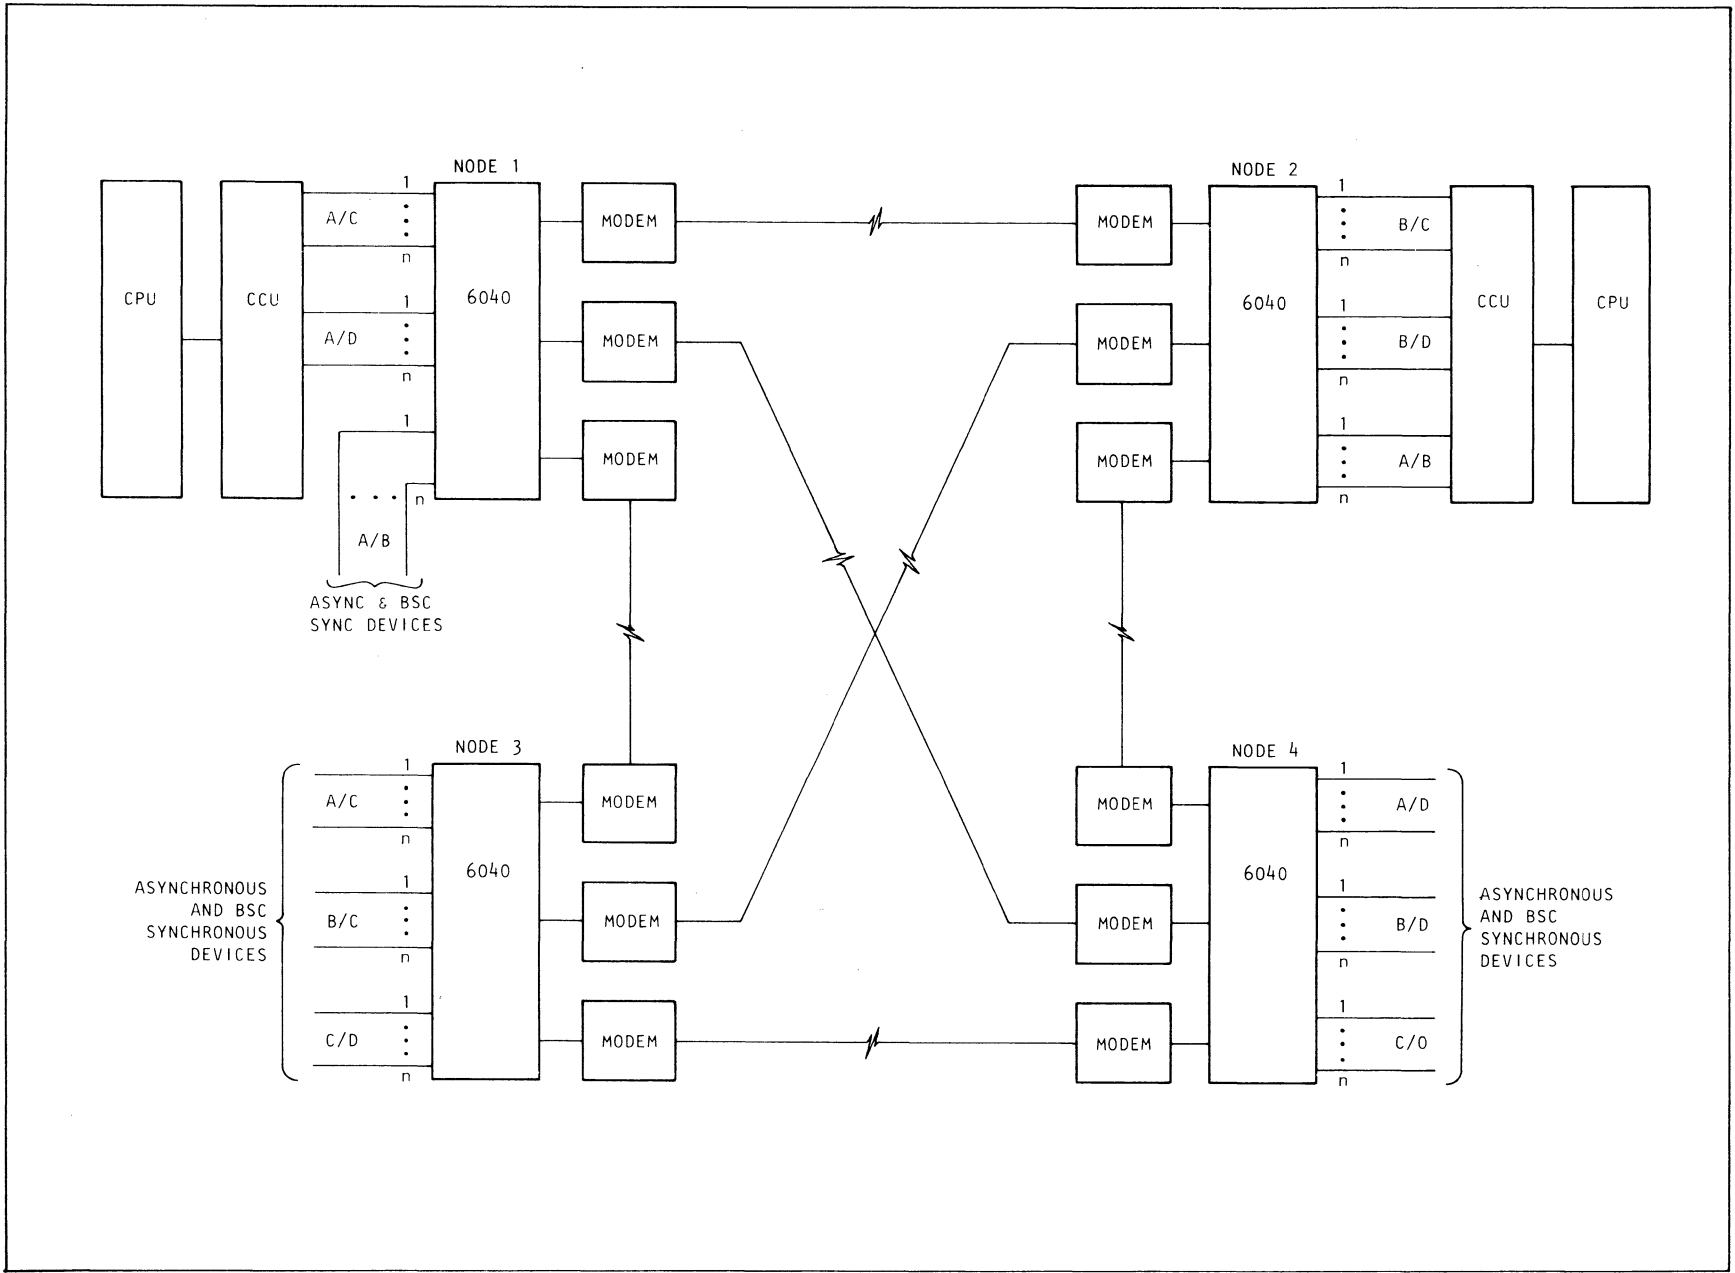 NODE 1
NODE 2
CPU
CCU
1
A/C
n
1
A/D
n
1
n
A/B
ASYNC & BSC
SYNC DEVICES
6040
MODEM
MODEM
MODEM
MODEM
MODEM
MODEM
6040
1
B/C
n
1
B/D
n
1
A/B
n
CCU
CPU
NODE 3
NODE 4
ASYNCHRONOUS
AND BSC
SYNCHRONOUS
DEVICES
1
A/C
n
1
B/C
n
1
C/D
n
6040
MODEM
MODEM
MODEM
MODEM
MODEM
MODEM
6040
1
A/D
n
1
B/D
n
1
C/O
n
ASYNCHRONOUS
AND BSC
SYNCHRONOUS
DEVICES